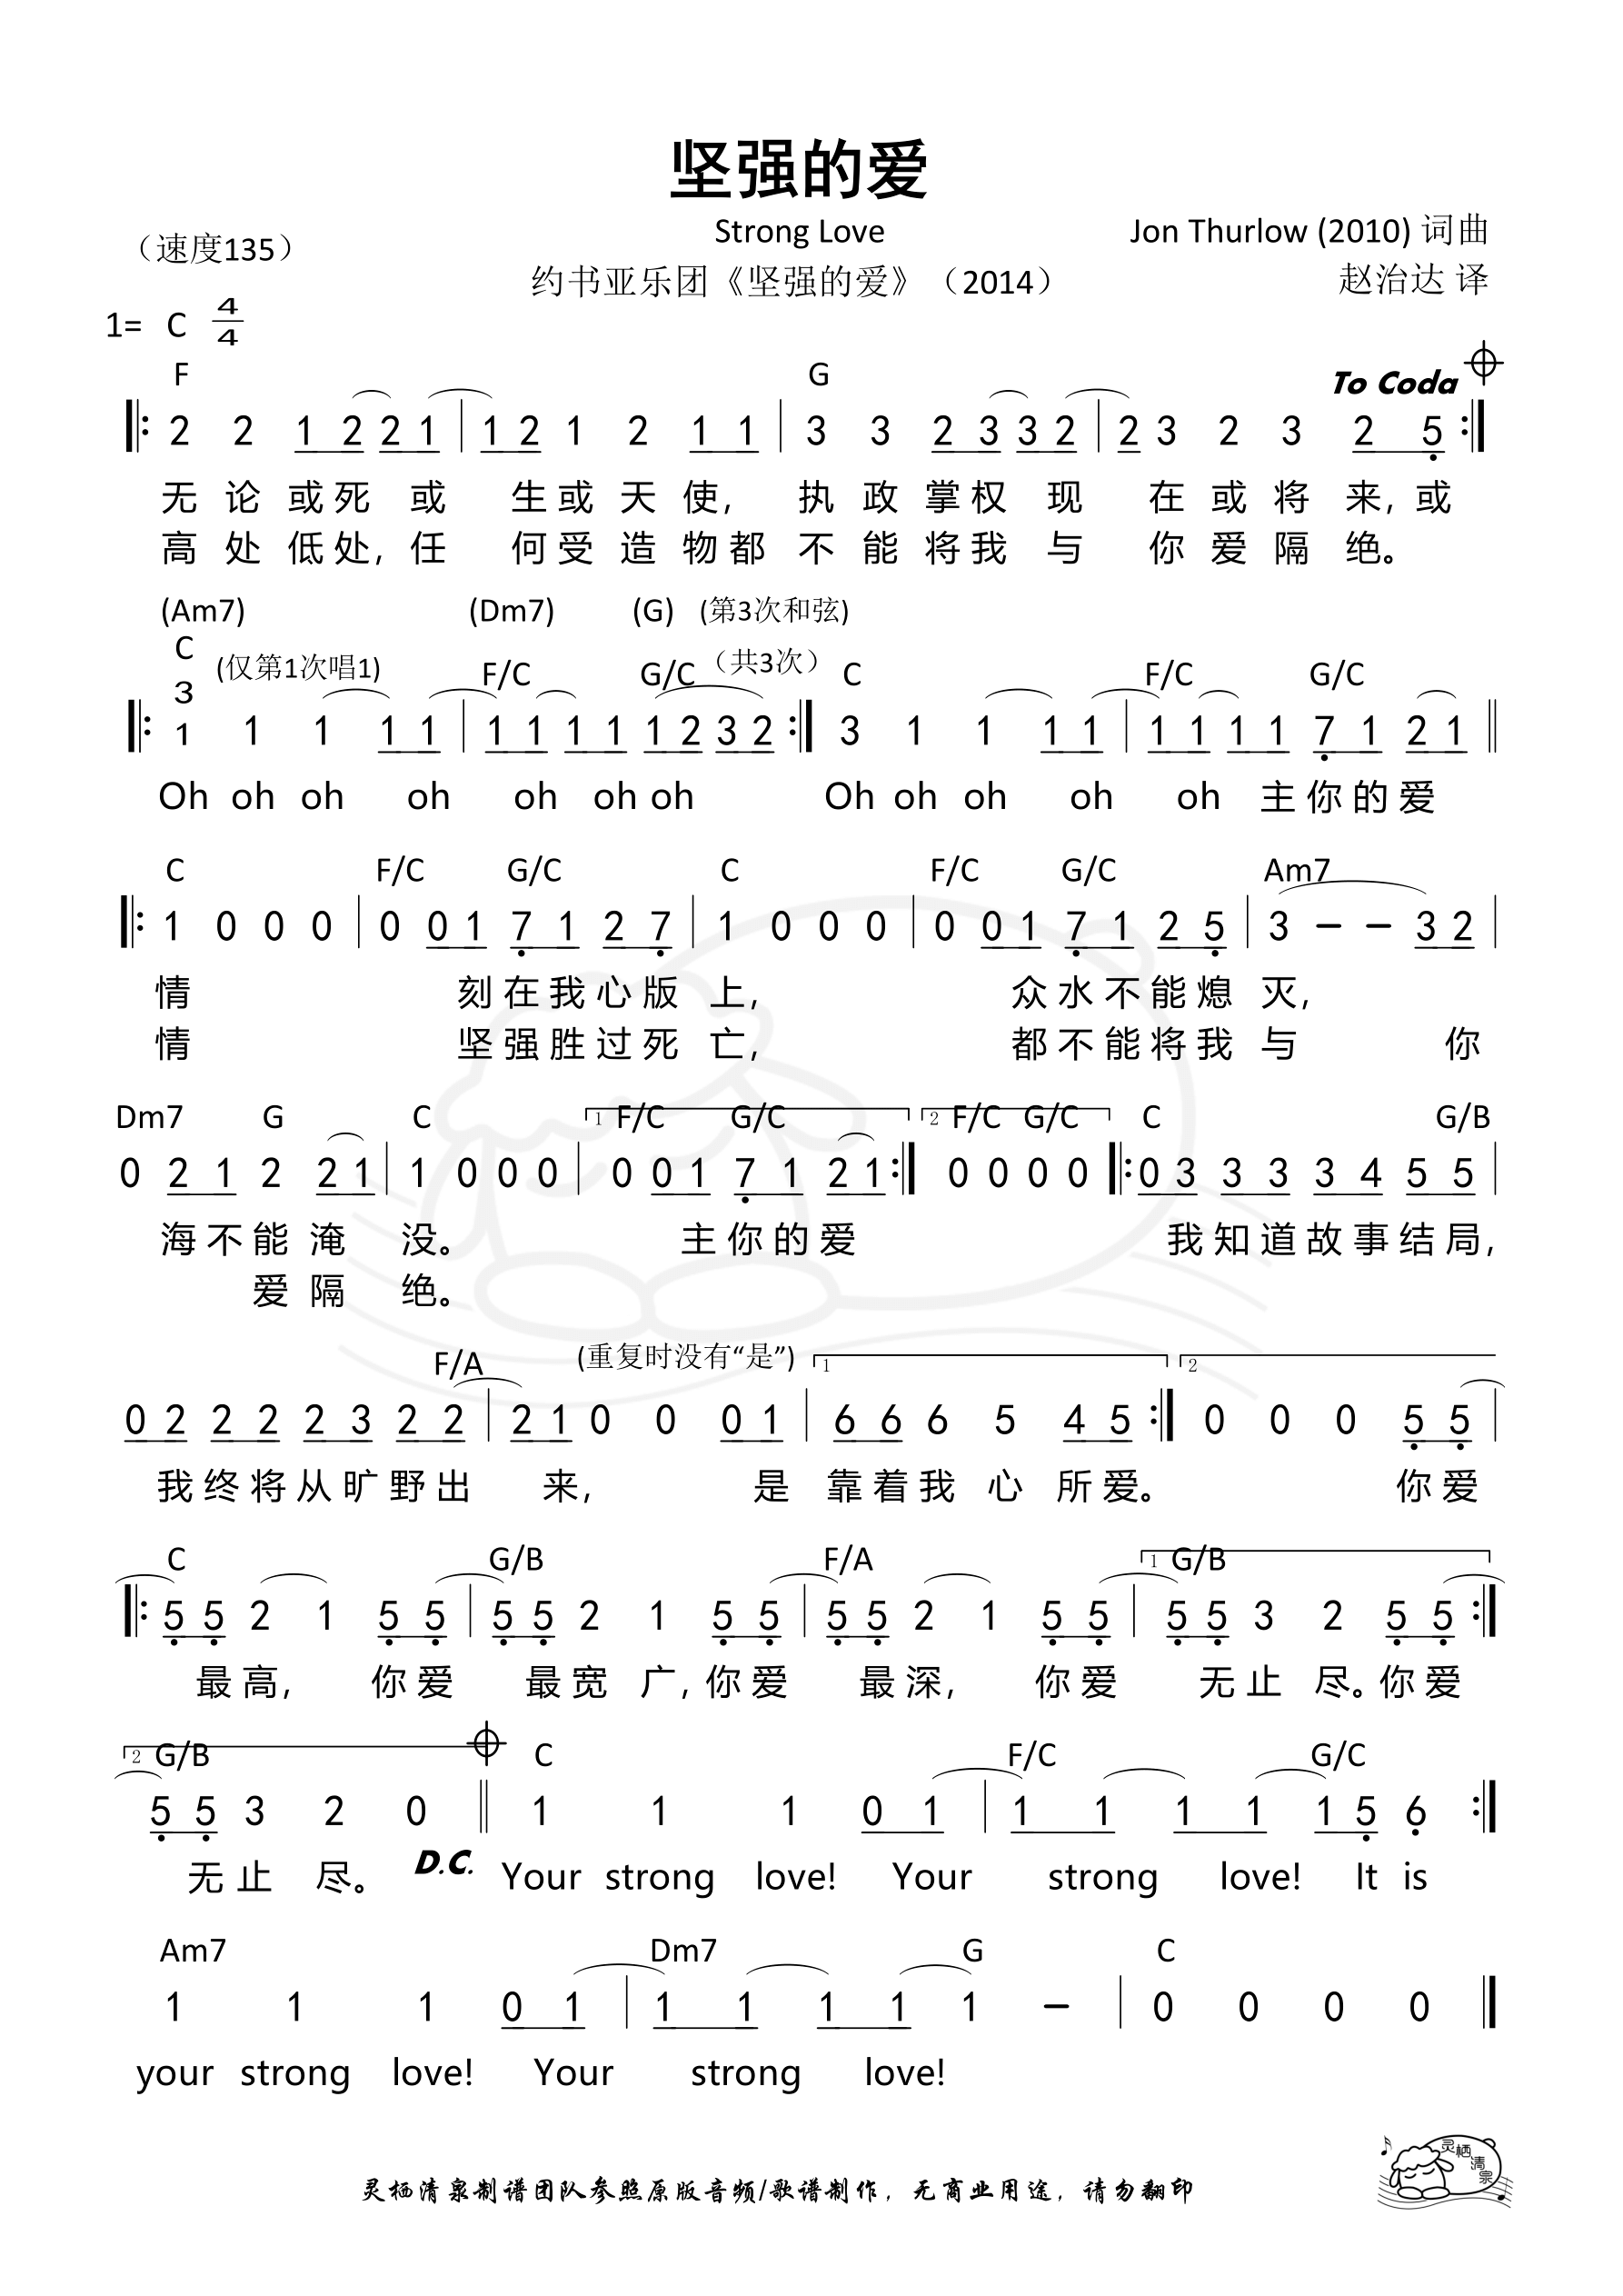 坚强的爱
Strong Love
Jon Thurlow (2010) 词曲
（速度135）
约书亚乐团《坚强的爱》（2014）
赵治达 译
1= C 4/4
F G To Coda
2 2 1 2 2 1 | 1 2 1 2 1 1 | 3 3 2 3 3 2 | 2 3 2 3 2 5
无论或死 或 生或天使, 执政掌权 现 在或将来, 或
高处低处, 任 何受造物都 不能将我 与 你爱隔绝。
(Am7) (Dm7) (G) (第3次和弦)
C (仅第1次唱1) F/C G/C （共3次） C F/C G/C
3
1 1 1 1 1 | 1 1 1 1 1 2 3 2 3 1 1 1 1 | 1 1 1 1 7 1 2 1
Oh oh oh oh oh oh oh Oh oh oh oh oh 主你的爱
C F/C G/C C F/C G/C Am7
1 0 0 0 | 0 0 1 7 1 2 7 | 1 0 0 0 | 0 0 1 7 1 2 5 | 3 – – 3 2 |
情 刻在我心版 上, 众水不能熄 灭,
情 坚强胜过死 亡, 都不能将我 与 你
Dm7 G C 1 F/C G/C 2 F/C G/C C G/B
0 2 1 2 2 1 | 1 0 0 0 | 0 0 1 7 1 2 1 0 0 0 0 0 3 3 3 3 4 5 5 |
海不能淹 没。 主你的爱 我知道故事结局,
爱隔 绝。
F/A (重复时没有“是”) 1 2
0 2 2 2 2 3 2 2 | 2 1 0 0 0 1 | 6 6 6 5 4 5 0 0 0 5 5 |
我终将从旷野出 来, 是 靠着我心所爱。 你爱
C G/B F/A 1 G/B
5 5 2 1 5 5 | 5 5 2 1 5 5 | 5 5 2 1 5 5 | 5 5 3 2 5 5
最高, 你爱 最宽广, 你爱 最深, 你爱 无止尽。你爱
2 G/B C F/C G/C
5 5 3 2 0 1 1 1 0 1 | 1 1 1 1 1 5 6
无止 尽。 D.C. Your strong love! Your strong love! It is
Am7 Dm7 G C
1 1 1 0 1 | 1 1 1 1 1 – | 0 0 0 0
your strong love! Your strong love!
灵栖清泉
灵栖清泉制谱团队参照原版音频/歌谱制作，无商业用途，请勿翻印